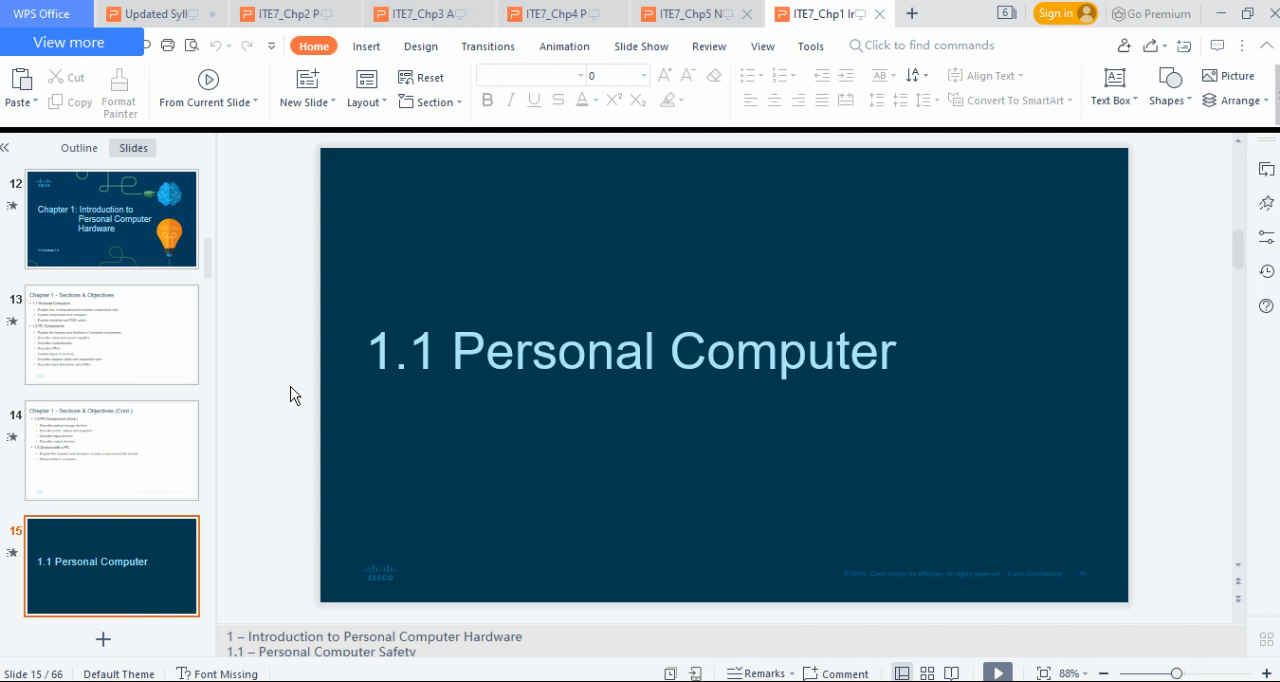 WPS Office
Updated Syll
ITE7_Chp2 P
ITE7_Chp3 A
ITE7_Chp4 P
ITE7_Chp5 N
ITE7_Chp1 In
6
Sign in
Go Premium
View more
Home
Insert
Design
Transitions
Animation
Slide Show
Review
View
Tools
Click to find commands
Paste
Cut
Copy
Format
Painter
From Current Slide
New Slide
Layout
Reset
Section
0
Align Text
Convert To SmartArt
Text Box
Shapes
Picture
Arrange
Outline
Slides
12
Chapter 1: Introduction to
Personal Computer
Hardware
13
Chapter 1 - Sections & Objectives
14
Chapter 1 - Sections & Objectives (Cont.)
15
1.1 Personal Computer
1.1 Personal Computer
CISCO
1 – Introduction to Personal Computer Hardware
1.1 – Personal Computer Safety
Slide 15 / 66
Default Theme
Font Missing
Remarks
Comment
88%